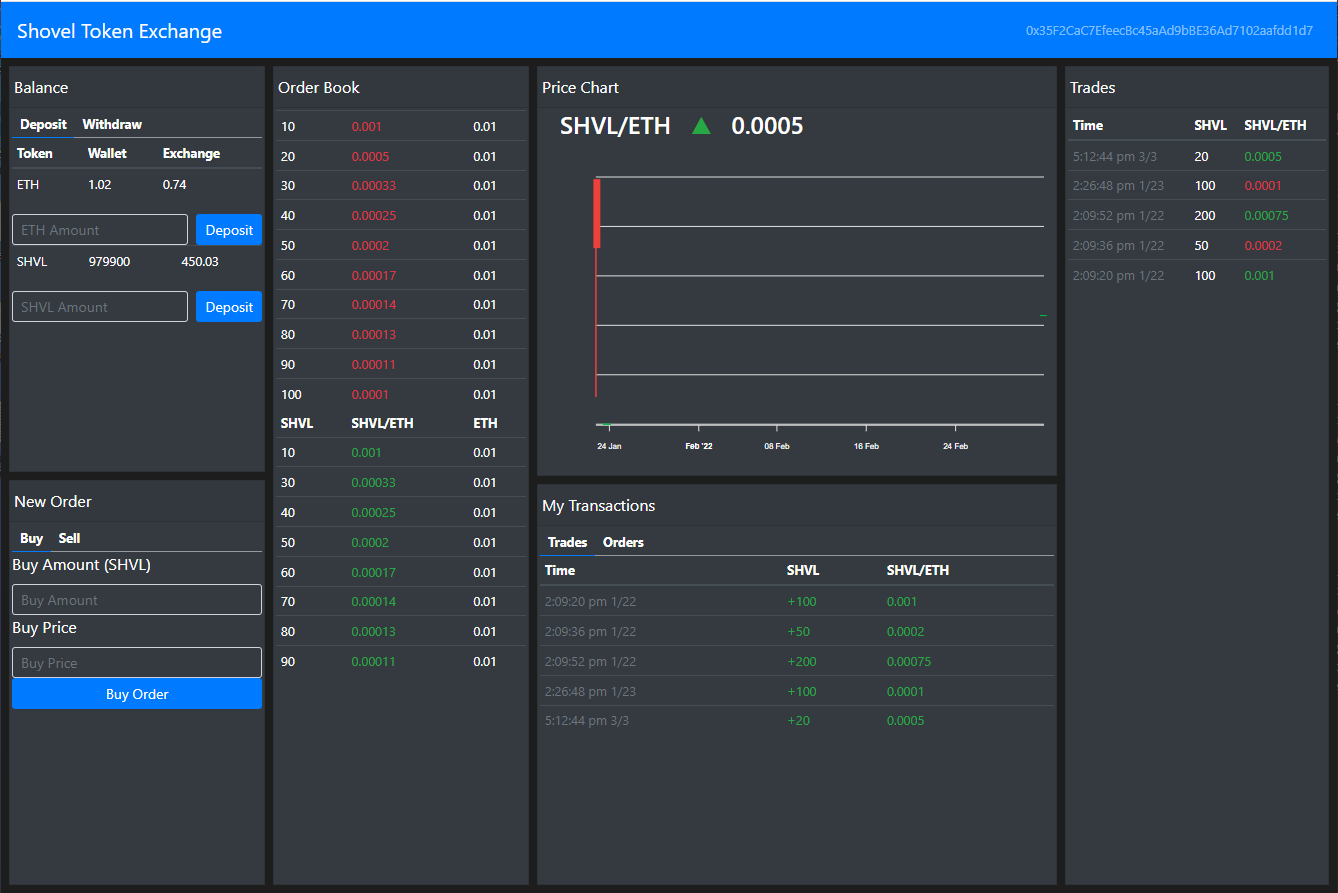 Shovel Token Exchange
0x35F2CaC7EfeecBc45aAd9bBE36Ad7102aafdd1d7
Balance
Deposit Withdraw
Token Wallet Exchange
ETH 1.02 0.74
ETH Amount Deposit
SHVL 979900 450.03
SHVL Amount Deposit
New Order
Buy Sell
Buy Amount (SHVL)
Buy Amount
Buy Price
Buy Price
Buy Order
Order Book
10 0.001 0.01
20 0.0005 0.01
30 0.00033 0.01
40 0.00025 0.01
50 0.0002 0.01
60 0.00017 0.01
70 0.00014 0.01
80 0.00013 0.01
90 0.00011 0.01
100 0.0001 0.01
SHVL SHVL/ETH ETH
10 0.001 0.01
30 0.00033 0.01
40 0.00025 0.01
50 0.0002 0.01
60 0.00017 0.01
70 0.00014 0.01
80 0.00013 0.01
90 0.00011 0.01
Price Chart
SHVL/ETH ▲ 0.0005
24 Jan Feb '22 08 Feb 16 Feb 24 Feb
My Transactions
Trades Orders
Time SHVL SHVL/ETH
2:09:20 pm 1/22 +100 0.001
2:09:36 pm 1/22 +50 0.0002
2:09:52 pm 1/22 +200 0.00075
2:26:48 pm 1/23 +100 0.0001
5:12:44 pm 3/3 +20 0.0005
Trades
Time SHVL SHVL/ETH
5:12:44 pm 3/3 20 0.0005
2:26:48 pm 1/23 100 0.0001
2:09:52 pm 1/22 200 0.00075
2:09:36 pm 1/22 50 0.0002
2:09:20 pm 1/22 100 0.001